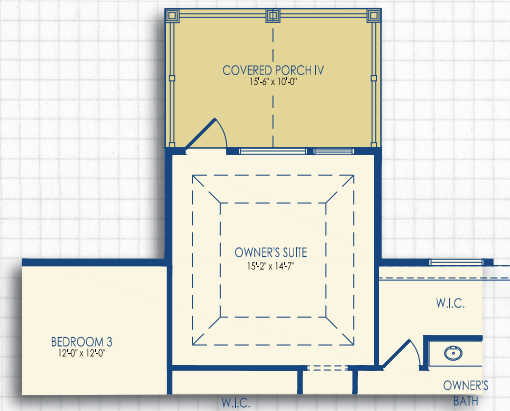 COVERED PORCH IV
15'-6" x 10'-0"
OWNER'S SUITE
15'-2" x 14'-7"
W.I.C.
BEDROOM 3
12'-0" x 12'-0"
OWNER'S
BATH
W.I.C.